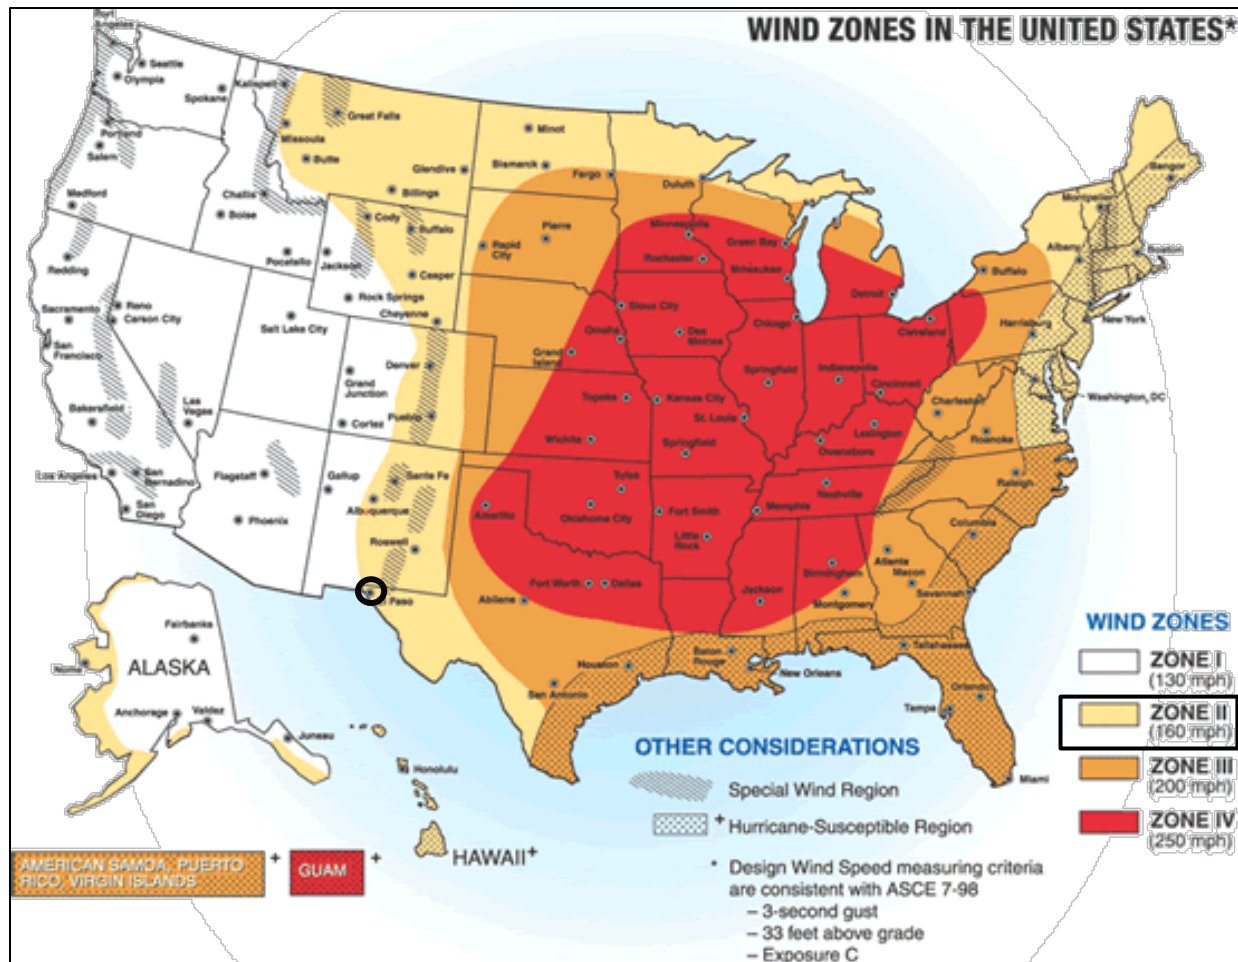 WIND ZONES IN THE UNITED STATES*
Port
Angeles
Seattle
Olympia
Spokane
Kalispell
Great Falls
Minot
Portland
Missoula
Salem
Butte
Glendive
Bismarck
Fargo
Duluth
Bangor
Medford
Challis
Billings
Montpelier
Boise
Cody
Buffalo
Pierre
Minneapolis
Green Bay
Albany
Boston
Redding
Pocatello
Jackson
Rapid
City
Rochester
Milwaukee
Buffalo
Casper
Detroit
Sacramento
Reno
Carson City
Rock Springs
Cheyenne
Sioux City
Salt Lake City
Omaha
Des
Moines
Chicago
Cleveland
Harrisburg
New York
San
Francisco
Grand
Island
Denver
Grand
Junction
Springfield
Indianapolis
Cincinnati
Washington, DC
Las
Vegas
Topeka
Kansas City
Charleston
Bakersfield
Cortez
Pueblo
St. Louis
Lexington
Roanoke
Wichita
Springfield
Owensboro
Los Angeles
San
Bernadino
Flagstaff
Gallup
Sante Fe
Tulsa
Nashville
Raleigh
San
Diego
Phoenix
Albuquerque
Amarillo
Oklahoma City
Fort Smith
Memphis
Columbia
Roswell
Little
Rock
Atlanta
Macon
Birmingham
El Paso
Abilene
Fort Worth
Dallas
Jackson
Montgomery
Savannah
Fairbanks
Nome
ALASKA
Houston
Baton
Rouge
New Orleans
Tallahassee
San Antonio
Orlando
Anchorage
Valdez
Juneau
Tampa
Miami
Honolulu
HAWAII+
WIND ZONES
ZONE I
(130 mph)
ZONE II
(160 mph)
ZONE III
(200 mph)
ZONE IV
(250 mph)
OTHER CONSIDERATIONS
Special Wind Region
+ Hurricane-Susceptible Region
AMERICAN SAMOA, PUERTO
RICO, VIRGIN ISLANDS
+
GUAM
+
* Design Wind Speed measuring criteria
are consistent with ASCE 7-98
– 3-second gust
– 33 feet above grade
– Exposure C